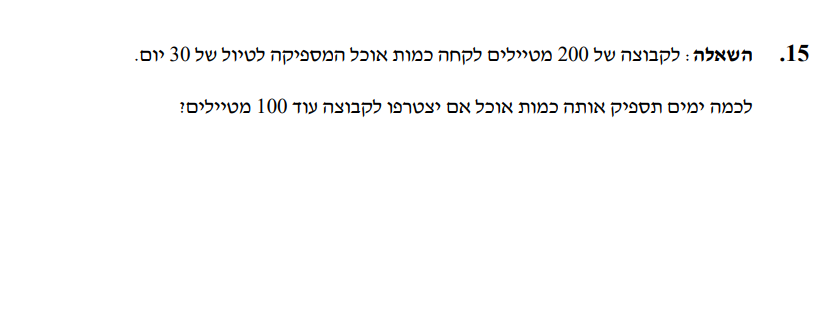 15. השאלה: לקבוצה של 200 מטיילים לקחה כמות אוכל המספיקה לטיול של 30 יום.
לכמה ימים תספיק אותה כמות אוכל אם יצטרפו לקבוצה עוד 100 מטיילים?